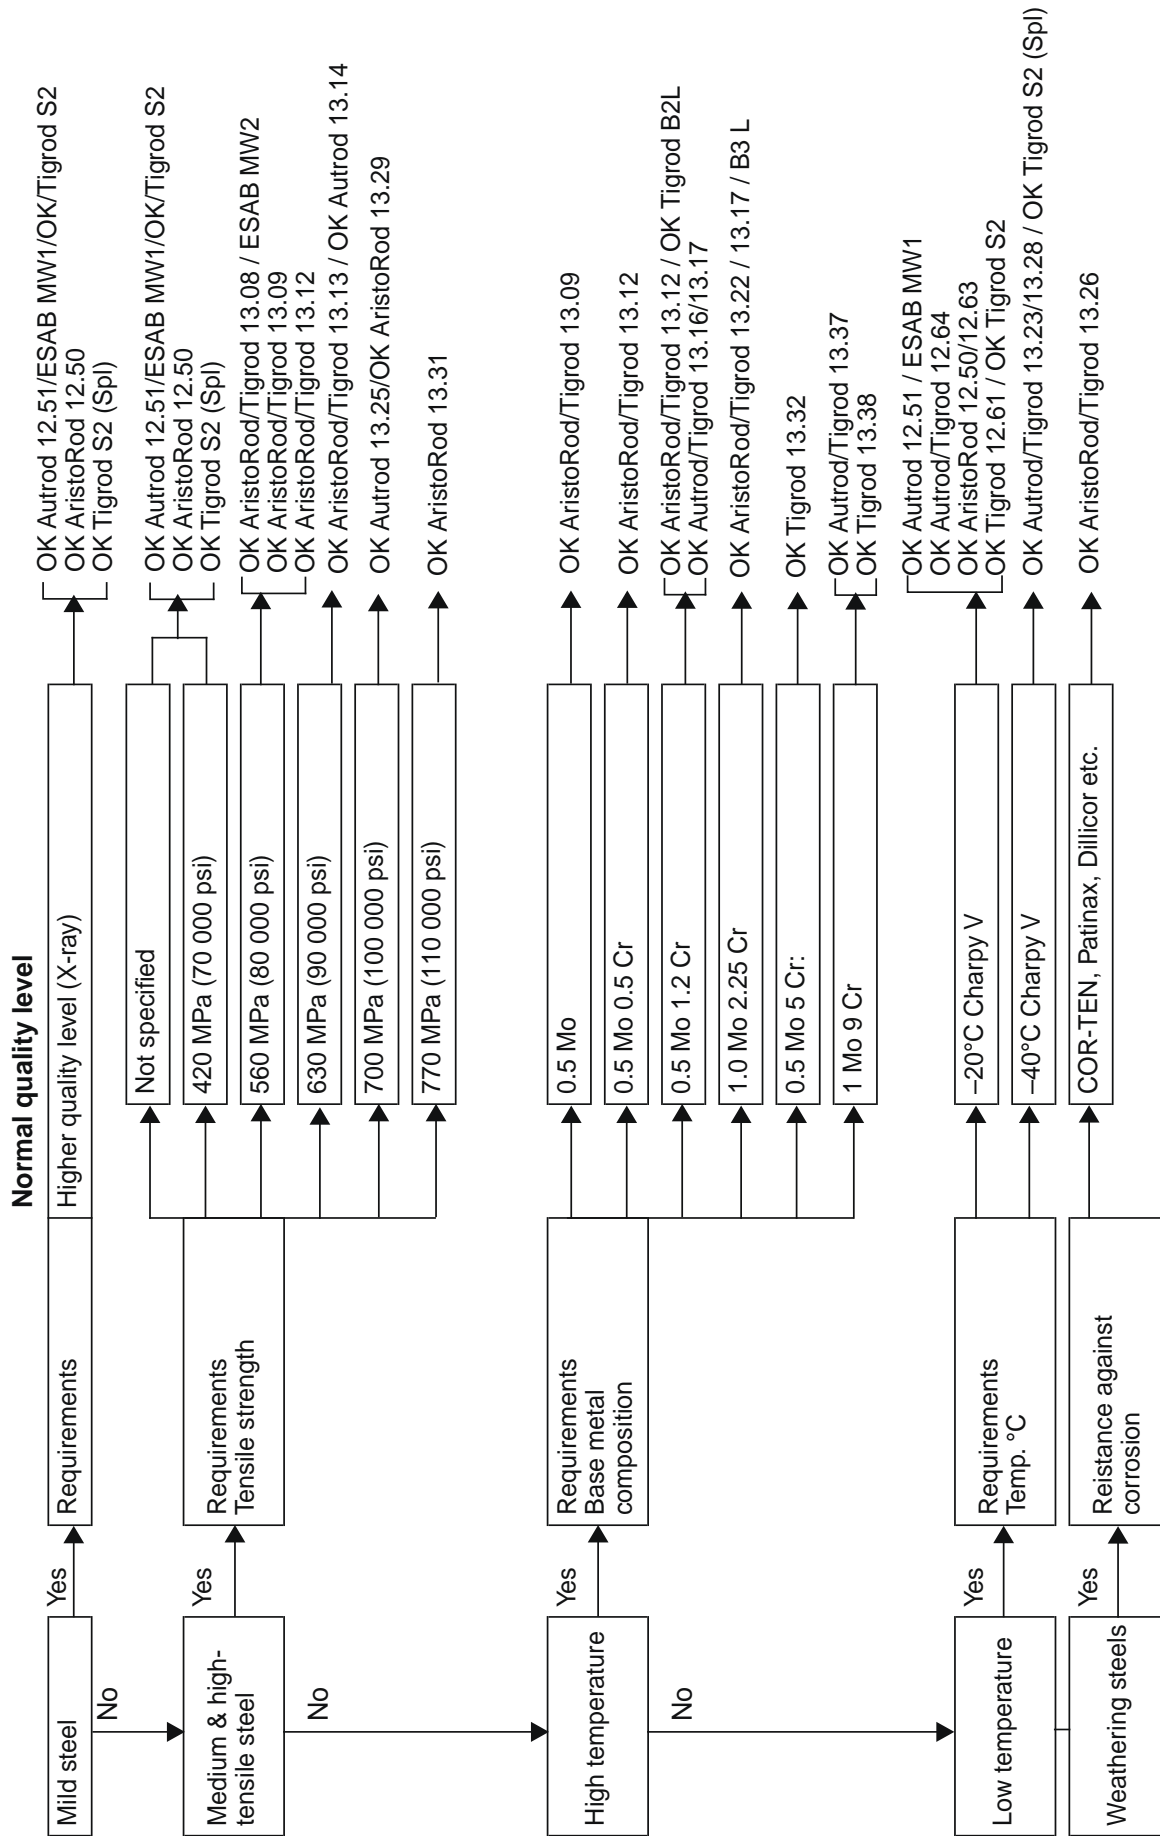 Normal quality level
Mild steel
Yes
Requirements
Higher quality level (X-ray)
OK Autrod 12.51/ESAB MW1/OK/Tigrod S2
OK AristoRod 12.50
OK Tigrod S2 (Spl)
No
Medium & high-
tensile steel
Yes
Requirements
Tensile strength
Not specified
420 MPa (70 000 psi)
OK Autrod 12.51/ESAB MW1/OK/Tigrod S2
OK AristoRod 12.50
OK Tigrod S2 (Spl)
560 MPa (80 000 psi)
OK AristoRod/Tigrod 13.08 / ESAB MW2
OK AristoRod/Tigrod 13.09
OK AristoRod/Tigrod 13.12
630 MPa (90 000 psi)
OK AristoRod/Tigrod 13.13 / OK Autrod 13.14
700 MPa (100 000 psi)
OK Autrod 13.25/OK AristoRod 13.29
770 MPa (110 000 psi)
OK AristoRod 13.31
No
High temperature
Yes
Requirements
Base metal
composition
0.5 Mo
OK AristoRod/Tigrod 13.09
0.5 Mo 0.5 Cr
OK AristoRod/Tigrod 13.12
0.5 Mo 1.2 Cr
OK AristoRod/Tigrod 13.12 / OK Tigrod B2L
OK Autrod/Tigrod 13.16/13.17
1.0 Mo 2.25 Cr
OK AristoRod/Tigrod 13.22 / 13.17 / B3 L
0.5 Mo 5 Cr:
OK Tigrod 13.32
1 Mo 9 Cr
OK Autrod/Tigrod 13.37
OK Tigrod 13.38
No
Low temperature
Yes
Requirements
Temp. °C
–20°C Charpy V
OK Autrod 12.51 / ESAB MW1
OK Autrod/Tigrod 12.64
OK AristoRod 12.50/12.63
OK Tigrod 12.61 / OK Tigrod S2
–40°C Charpy V
OK Autrod/Tigrod 13.23/13.28 / OK Tigrod S2 (Spl)
Weathering steels
Yes
Reistance against
corrosion
COR-TEN, Patinax, Dillicor etc.
OK AristoRod/Tigrod 13.26